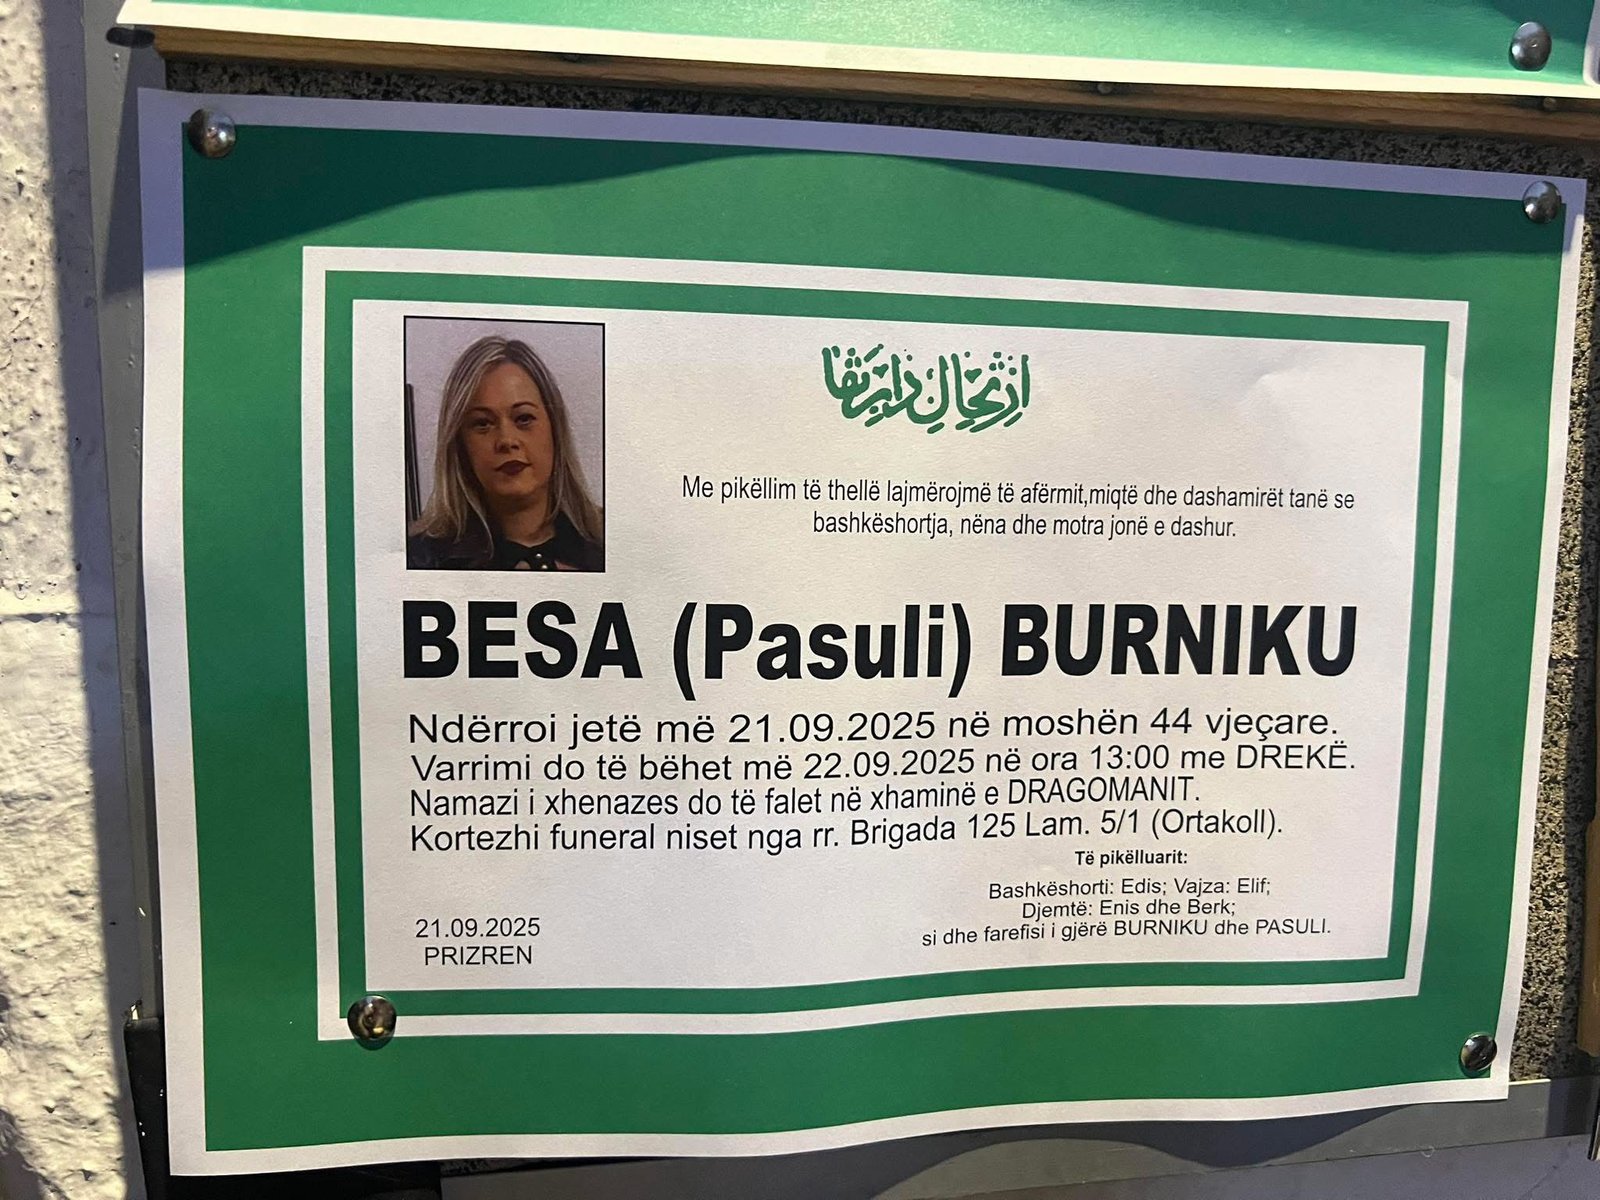 ارتحال دار بقا
Me pikëllim të thellë lajmërojmë të afërmit,miqtë dhe dashamirët tanë se
bashkëshortja, nëna dhe motra jonë e dashur.
BESA (Pasuli) BURNIKU
Ndërroi jetë më 21.09.2025 në moshën 44 vjeçare.
Varrimi do të bëhet më 22.09.2025 në ora 13:00 me DREKË.
Namazi i xhenazes do të falet në xhaminë e DRAGOMANIT.
Kortezhi funeral niset nga rr. Brigada 125 Lam. 5/1 (Ortakoll).
Të pikëlluarit:
Bashkëshorti: Edis; Vajza: Elif;
Djemtë: Enis dhe Berk;
si dhe farefisi i gjërë BURNIKU dhe PASULI.
21.09.2025
PRIZREN